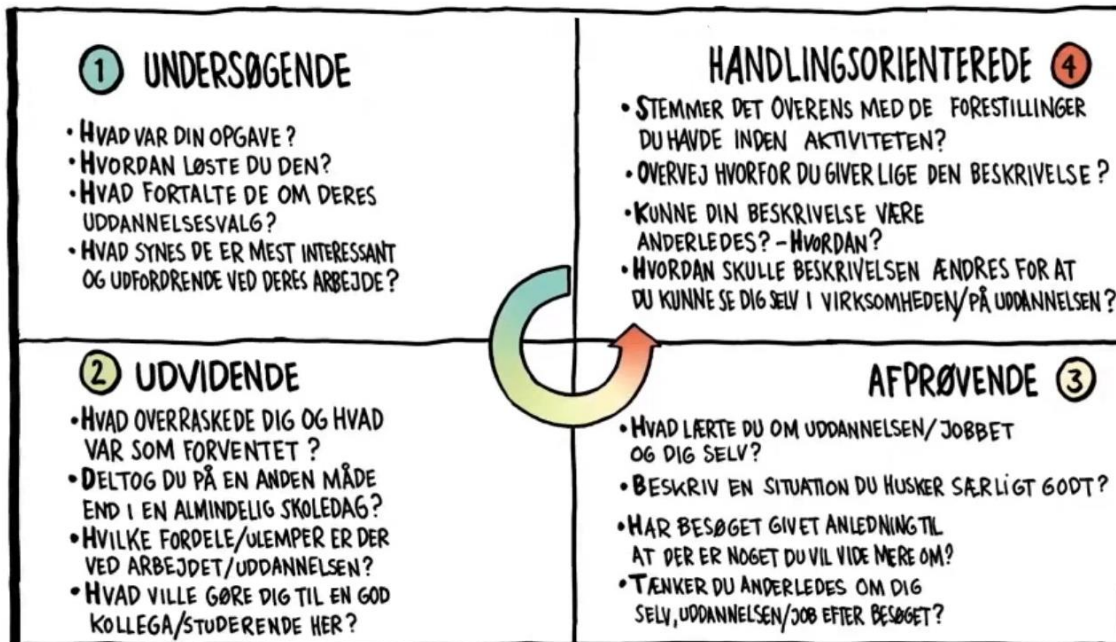 1 UNDERSØGENDE
• HVAD VAR DIN OPGAVE?
• HVORDAN LØSTE DU DEN?
• HVAD FORTALTE DE OM DERES
UDDANNELSESVALG?
• HVAD SYNES DE ER MEST INTERESSANT
OG UDFORDRENDE VED DERES ARBEJDE?
2 UDVIDENDE
• HVAD OVERRASKEDE DIG OG HVAD
VAR SOM FORVENTET?
• DELTOG DU PÅ EN ANDEN MÅDE
END I EN ALMINDELIG SKOLEDAG?
• HVILKE FORDELE/ULEMPER ER DER
VED ARBEJDET/UDDANNELSEN?
• HVAD VILLE GØRE DIG TIL EN GOD
KOLLEGA/STUDERENDE HER?
AFPRØVENDE 3
• HVAD LÆRTE DU OM UDDANNELSEN/JOBBET
OG DIG SELV?
• BESKRIV EN SITUATION DU HUSKER SÆRLIGT GODT?
• HAR BESØGET GIVET ANLEDNING TIL
AT DER ER NOGET DU VIL VIDE MERE OM?
• TÆNKER DU ANDERLEDES OM DIG
SELV, UDDANNELSEN/JOB EFTER BESØGET?
HANDLINGSORIENTEREDE 4
• STEMMER DET OVERENS MED DE FORESTILLINGER
DU HAVDE INDEN AKTIVITETEN?
• OVERVEJ HVORFOR DU GIVER LIGE DEN BESKRIVELSE?
• KUNNE DIN BESKRIVELSE VÆRE
ANDERLEDES? - HVORDAN?
• HVORDAN SKULLE BESKRIVELSEN ÆNDRES FOR AT
DU KUNNE SE DIG SELV I VIRKSOMHEDEN/PÅ UDDANNELSEN?